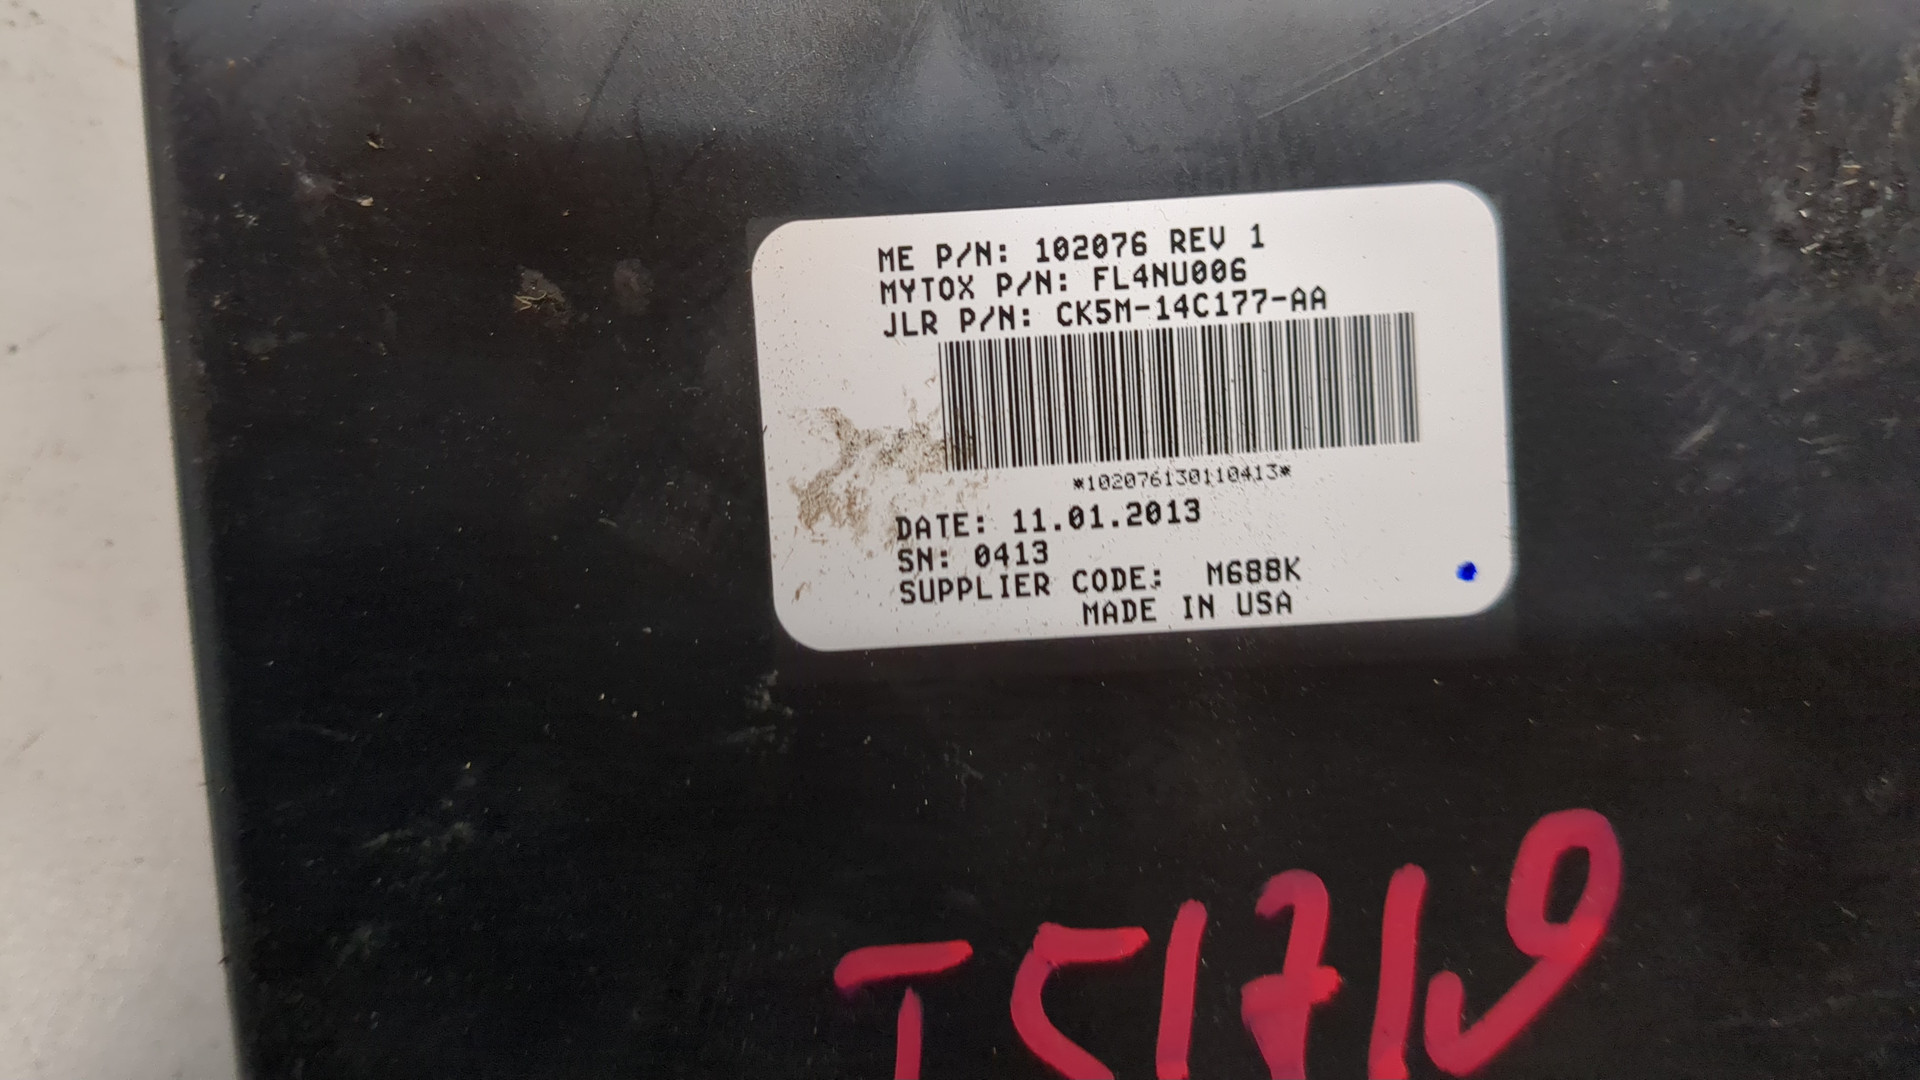 ME P/N: 102076 REV 1
MYTOX P/N: FL4NU006
JLR P/N: CK5M-14C177-AA
*102076130110413*
DATE: 11.01.2013
SN: 0413
SUPPLIER CODE: M688K
MADE IN USA
T51719